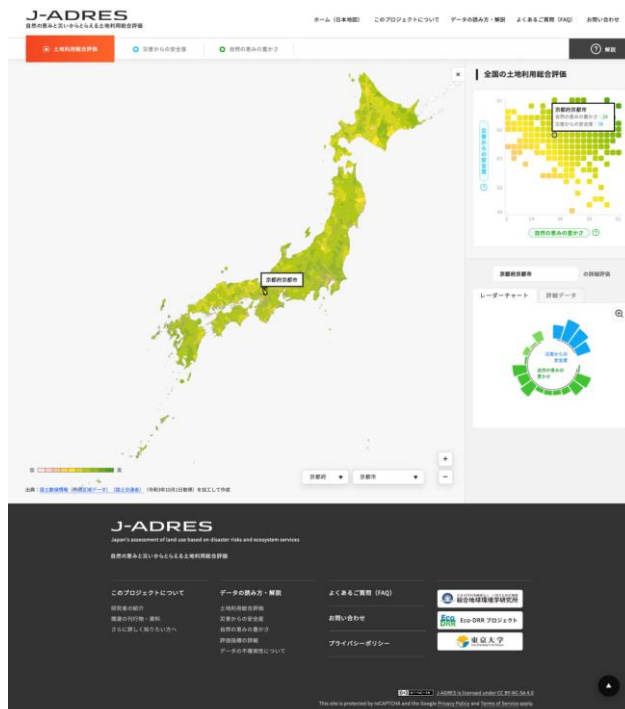 J-ADRES
自然の恵みと災いからとらえる土地利用総合評価
ホーム（日本地図）
このプロジェクトについて
データの読み方・解説
よくあるご質問 (FAQ)
お問い合わせ
土地利用総合評価
災害からの安全度
自然の恵みの豊かさ
解説
全国の土地利用総合評価
京都府京都市
災害からの安全度
自然の恵みの豊かさ
京都府京都市
京都府京都市 の詳細評価
レーダーチャート
詳細データ
災害からの
安全度
自然の恵みの
豊かさ
低
高
京都府
京都市
J-ADRES
Japan's assessment of land use based on disaster risks and ecosystem services
自然の恵みと災いからとらえる土地利用総合評価
このプロジェクトについて
研究者の紹介
関連の刊行物・資料
さらに詳しく知りたい方へ
データの読み方・解説
土地利用総合評価
災害からの安全度
自然の恵みの豊かさ
評価指標の詳細
データの不確実性について
よくあるご質問 (FAQ)
お問い合わせ
プライバシーポリシー
総合地球環境学研究所
Eco-DRR プロジェクト
東京大学
J-ADRES is licensed under CC BY-NC-SA 4.0
This site is protected by reCAPTCHA and the Google Privacy Policy and Terms of Service apply.